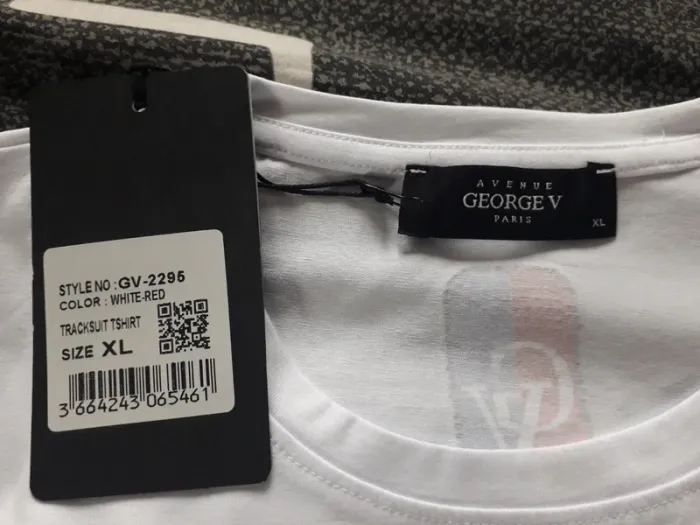 STYLE NO : GV-2295
COLOR : WHITE-RED
TRACKSUIT TSHIRT
SIZE XL
3 664243 065461
AVENUE
GEORGE V
PARIS
XL